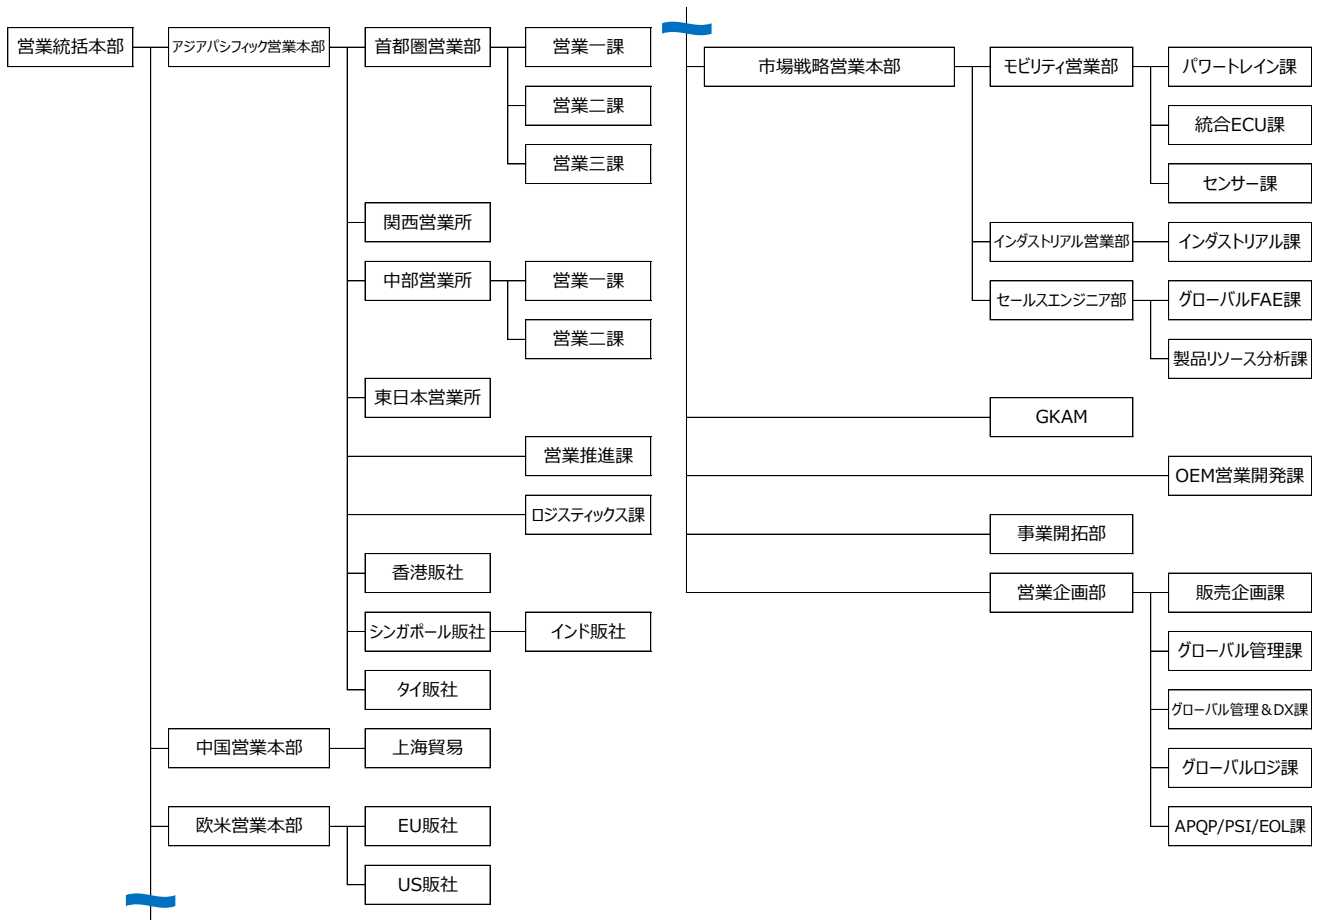 営業統括本部
アジアパシフィック営業本部
首都圏営業部
営業一課
営業二課
営業三課
関西営業所
中部営業所
営業一課
営業二課
東日本営業所
営業推進課
ロジスティックス課
香港販社
シンガポール販社
インド販社
タイ販社
中国営業本部
上海貿易
欧米営業本部
EU販社
US販社
市場戦略営業本部
モビリティ営業部
パワートレイン課
統合ECU課
センサー課
インダストリアル営業部
インダストリアル課
セールスエンジニア部
グローバルFAE課
製品リソース分析課
GKAM
OEM営業開発課
事業開拓部
営業企画部
販売企画課
グローバル管理課
グローバル管理＆DX課
グローバルロジ課
APQP/PSI/EOL課